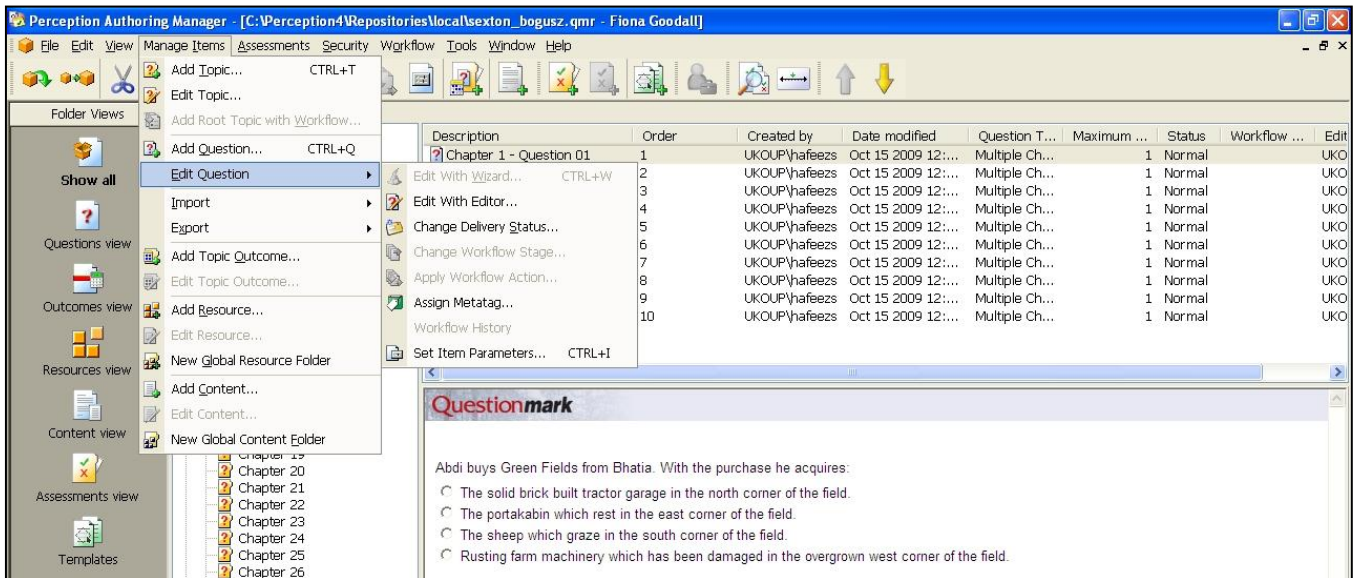 Perception Authoring Manager - [C:\Perception4\Repositories\local\sexton_bogusz.qmr - Fiona Goodall]
File Edit View Manage Items Assessments Security Workflow Tools Window Help
Folder Views
Show all
Questions view
Outcomes view
Resources view
Content view
Assessments view
Templates
Add Topic... CTRL+T
Edit Topic...
Add Root Topic with Workflow...
Add Question... CTRL+Q
Edit Question
Import
Export
Add Topic Outcome...
Edit Topic Outcome...
Add Resource...
Edit Resource...
New Global Resource Folder
Add Content...
Edit Content...
New Global Content Folder
Edit With Wizard... CTRL+W
Edit With Editor...
Change Delivery Status...
Change Workflow Stage...
Apply Workflow Action...
Assign Metatag...
Workflow History
Set Item Parameters... CTRL+I
Chapter 19
Chapter 20
Chapter 21
Chapter 22
Chapter 23
Chapter 24
Chapter 25
Chapter 26
Description Order Created by Date modified Question T... Maximum ... Status Workflow ... Edit
Chapter 1 - Question 01 1 UKOUP\hafeezs Oct 15 2009 12:... Multiple Ch... 1 Normal UKO
2 UKOUP\hafeezs Oct 15 2009 12:... Multiple Ch... 1 Normal UKO
3 UKOUP\hafeezs Oct 15 2009 12:... Multiple Ch... 1 Normal UKO
4 UKOUP\hafeezs Oct 15 2009 12:... Multiple Ch... 1 Normal UKO
5 UKOUP\hafeezs Oct 15 2009 12:... Multiple Ch... 1 Normal UKO
6 UKOUP\hafeezs Oct 15 2009 12:... Multiple Ch... 1 Normal UKO
7 UKOUP\hafeezs Oct 15 2009 12:... Multiple Ch... 1 Normal UKO
8 UKOUP\hafeezs Oct 15 2009 12:... Multiple Ch... 1 Normal UKO
9 UKOUP\hafeezs Oct 15 2009 12:... Multiple Ch... 1 Normal UKO
10 UKOUP\hafeezs Oct 15 2009 12:... Multiple Ch... 1 Normal UKO
Questionmark
Abdi buys Green Fields from Bhatia. With the purchase he acquires:
The solid brick built tractor garage in the north corner of the field.
The portakabin which rest in the east corner of the field.
The sheep which graze in the south corner of the field.
Rusting farm machinery which has been damaged in the overgrown west corner of the field.